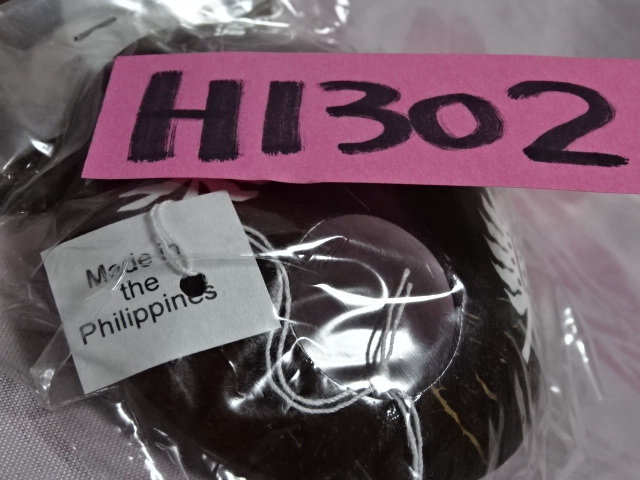 H1302
Made in
the
Philippines